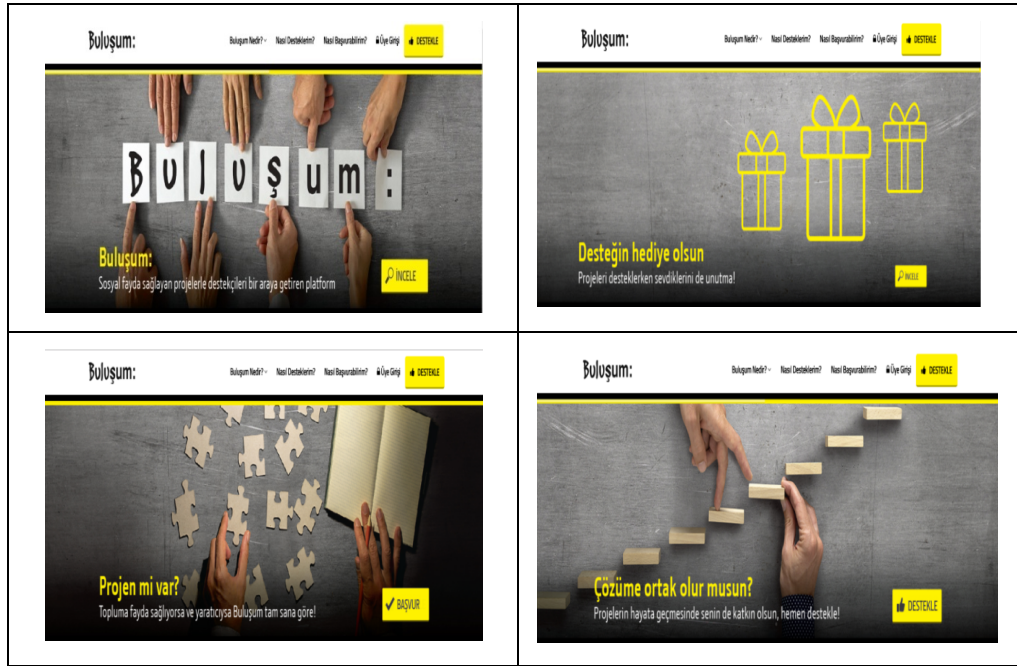 Buluşum:
Buluşum Nedir?
Nasıl Desteklerim?
Nasıl Başvurabilirim?
Üye Girişi
DESTEKLE
Buluşum:
Buluşum:
Sosyal fayda sağlayan projelerle destekçileri bir araya getiren platform
İNCELE
Buluşum:
Buluşum Nedir?
Nasıl Desteklerim?
Nasıl Başvurabilirim?
Üye Girişi
DESTEKLE
Desteğin hediye olsun
Projeleri desteklerken sevdiklerini de unutma!
İNCELE
Buluşum:
Buluşum Nedir?
Nasıl Desteklerim?
Nasıl Başvurabilirim?
Üye Girişi
DESTEKLE
Projen mi var?
Topluma fayda sağlıyorsa ve yaratıcıysa Buluşum tam sana göre!
BAŞVUR
Buluşum:
Buluşum Nedir?
Nasıl Desteklerim?
Nasıl Başvurabilirim?
Üye Girişi
DESTEKLE
Çözüme ortak olur musun?
Projelerin hayata geçmesinde senin de katkın olsun, hemen destekle!
DESTEKLE